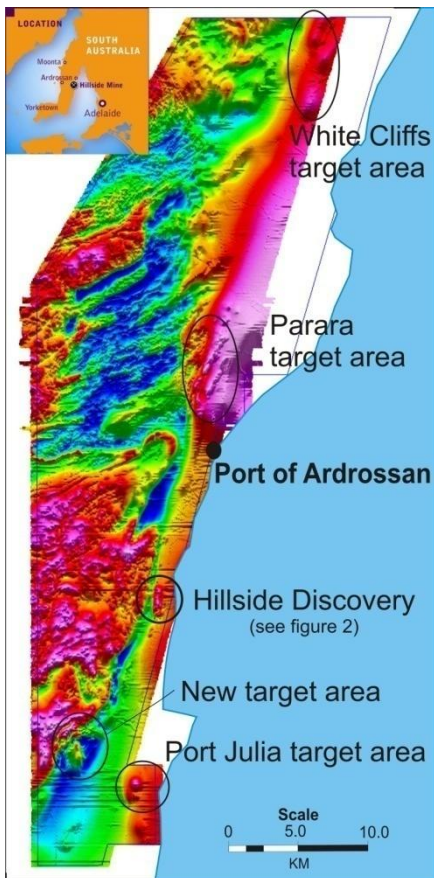 LOCATION
SOUTH
AUSTRALIA
Moonta
Ardrossan
Hillside Mine
Yorketown
Adelaide
White Cliffs
target area
Parara
target area
Port of Ardrossan
Hillside Discovery
(see figure 2)
New target area
Port Julia target area
Scale
0 5.0 10.0
KM